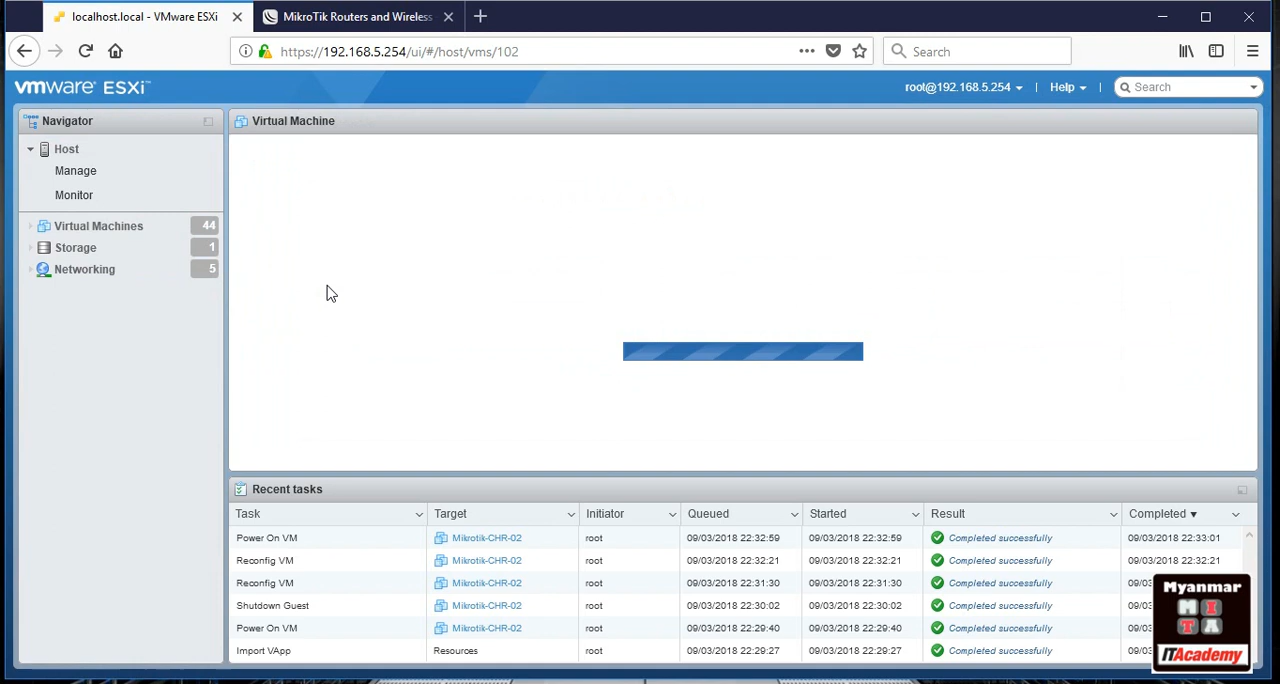 localhost.local - VMware ESXi
MikroTik Routers and Wireless
https://192.168.5.254/ui/#/host/vms/102
Search
vmware ESXi™
root@192.168.5.254
Help
Search
Navigator
Virtual Machine
Host
Manage
Monitor
Virtual Machines 44
Storage 1
Networking 5
Recent tasks
Task Target Initiator Queued Started Result Completed
Power On VM Mikrotik-CHR-02 root 09/03/2018 22:32:59 09/03/2018 22:32:59 Completed successfully 09/03/2018 22:33:01
Reconfig VM Mikrotik-CHR-02 root 09/03/2018 22:32:21 09/03/2018 22:32:21 Completed successfully 09/03/2018 22:32:21
Reconfig VM Mikrotik-CHR-02 root 09/03/2018 22:31:30 09/03/2018 22:31:30 Completed successfully
Shutdown Guest Mikrotik-CHR-02 root 09/03/2018 22:30:02 09/03/2018 22:30:02 Completed successfully
Power On VM Mikrotik-CHR-02 root 09/03/2018 22:29:40 09/03/2018 22:29:40 Completed successfully
Import VApp Resources root 09/03/2018 22:29:27 09/03/2018 22:29:27 Completed successfully
Myanmar
M I
T A
ITAcademy